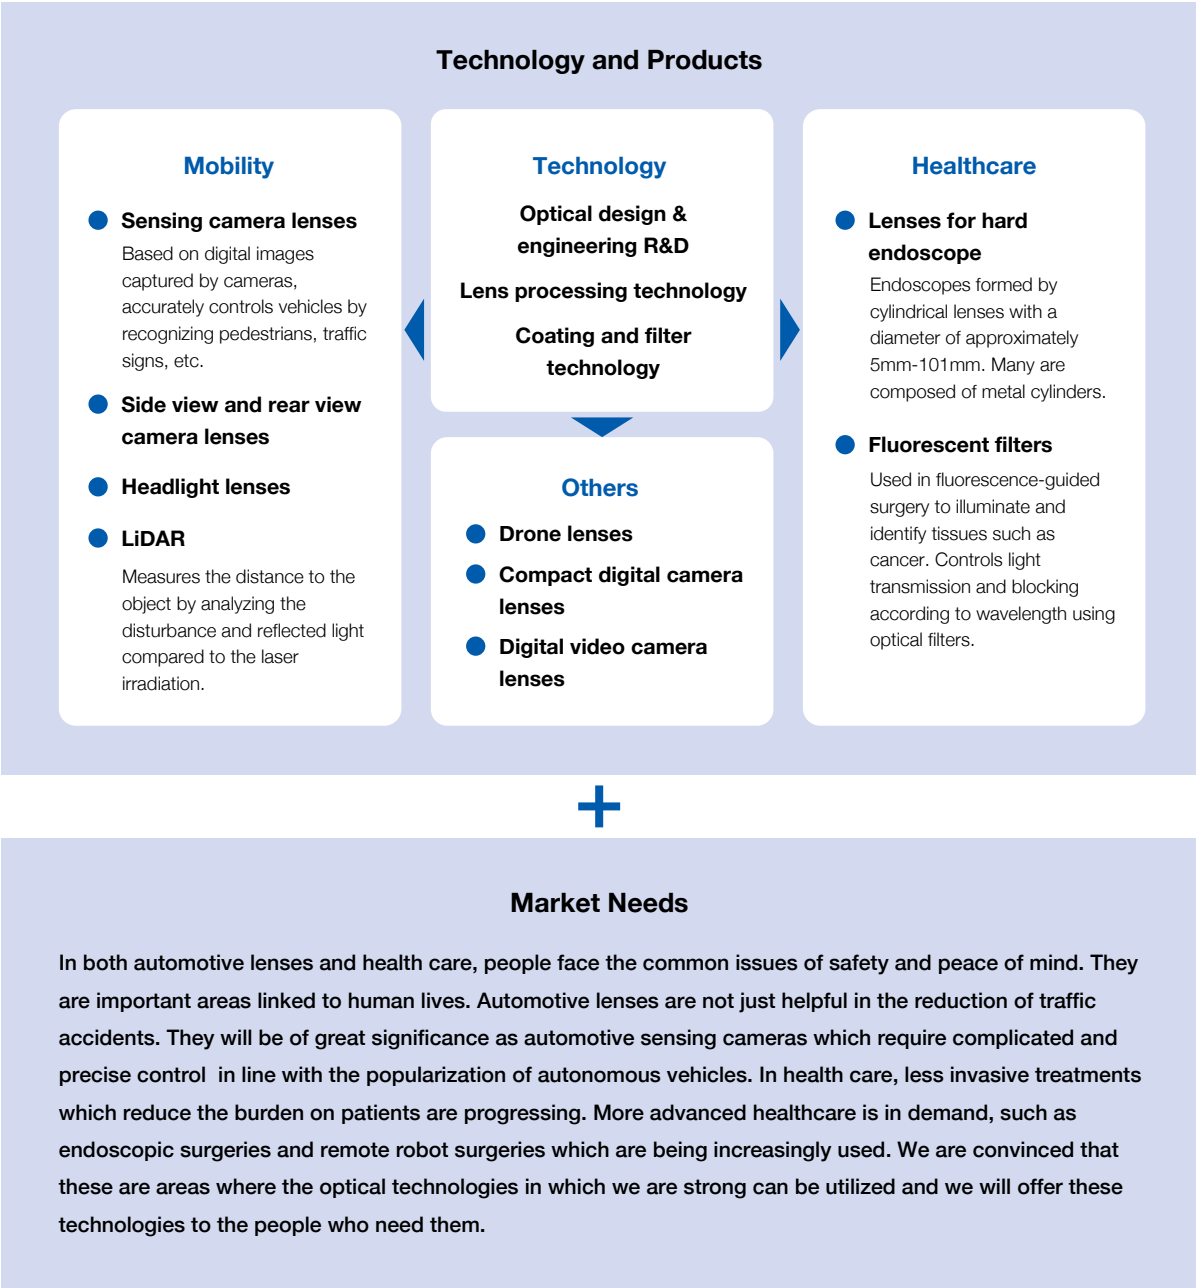 Technology and Products
Mobility
Sensing camera lenses
Based on digital images
captured by cameras,
accurately controls vehicles by
recognizing pedestrians, traffic
signs, etc.
Side view and rear view
camera lenses
Headlight lenses
LiDAR
Measures the distance to the
object by analyzing the
disturbance and reflected light
compared to the laser
irradiation.
Technology
Optical design &
engineering R&D
Lens processing technology
Coating and filter
technology
Others
Drone lenses
Compact digital camera
lenses
Digital video camera
lenses
Healthcare
Lenses for hard
endoscope
Endoscopes formed by
cylindrical lenses with a
diameter of approximately
5mm-101mm. Many are
composed of metal cylinders.
Fluorescent filters
Used in fluorescence-guided
surgery to illuminate and
identify tissues such as
cancer. Controls light
transmission and blocking
according to wavelength using
optical filters.
+
Market Needs
In both automotive lenses and health care, people face the common issues of safety and peace of mind. They
are important areas linked to human lives. Automotive lenses are not just helpful in the reduction of traffic
accidents. They will be of great significance as automotive sensing cameras which require complicated and
precise control  in line with the popularization of autonomous vehicles. In health care, less invasive treatments
which reduce the burden on patients are progressing. More advanced healthcare is in demand, such as
endoscopic surgeries and remote robot surgeries which are being increasingly used. We are convinced that
these are areas where the optical technologies in which we are strong can be utilized and we will offer these
technologies to the people who need them.